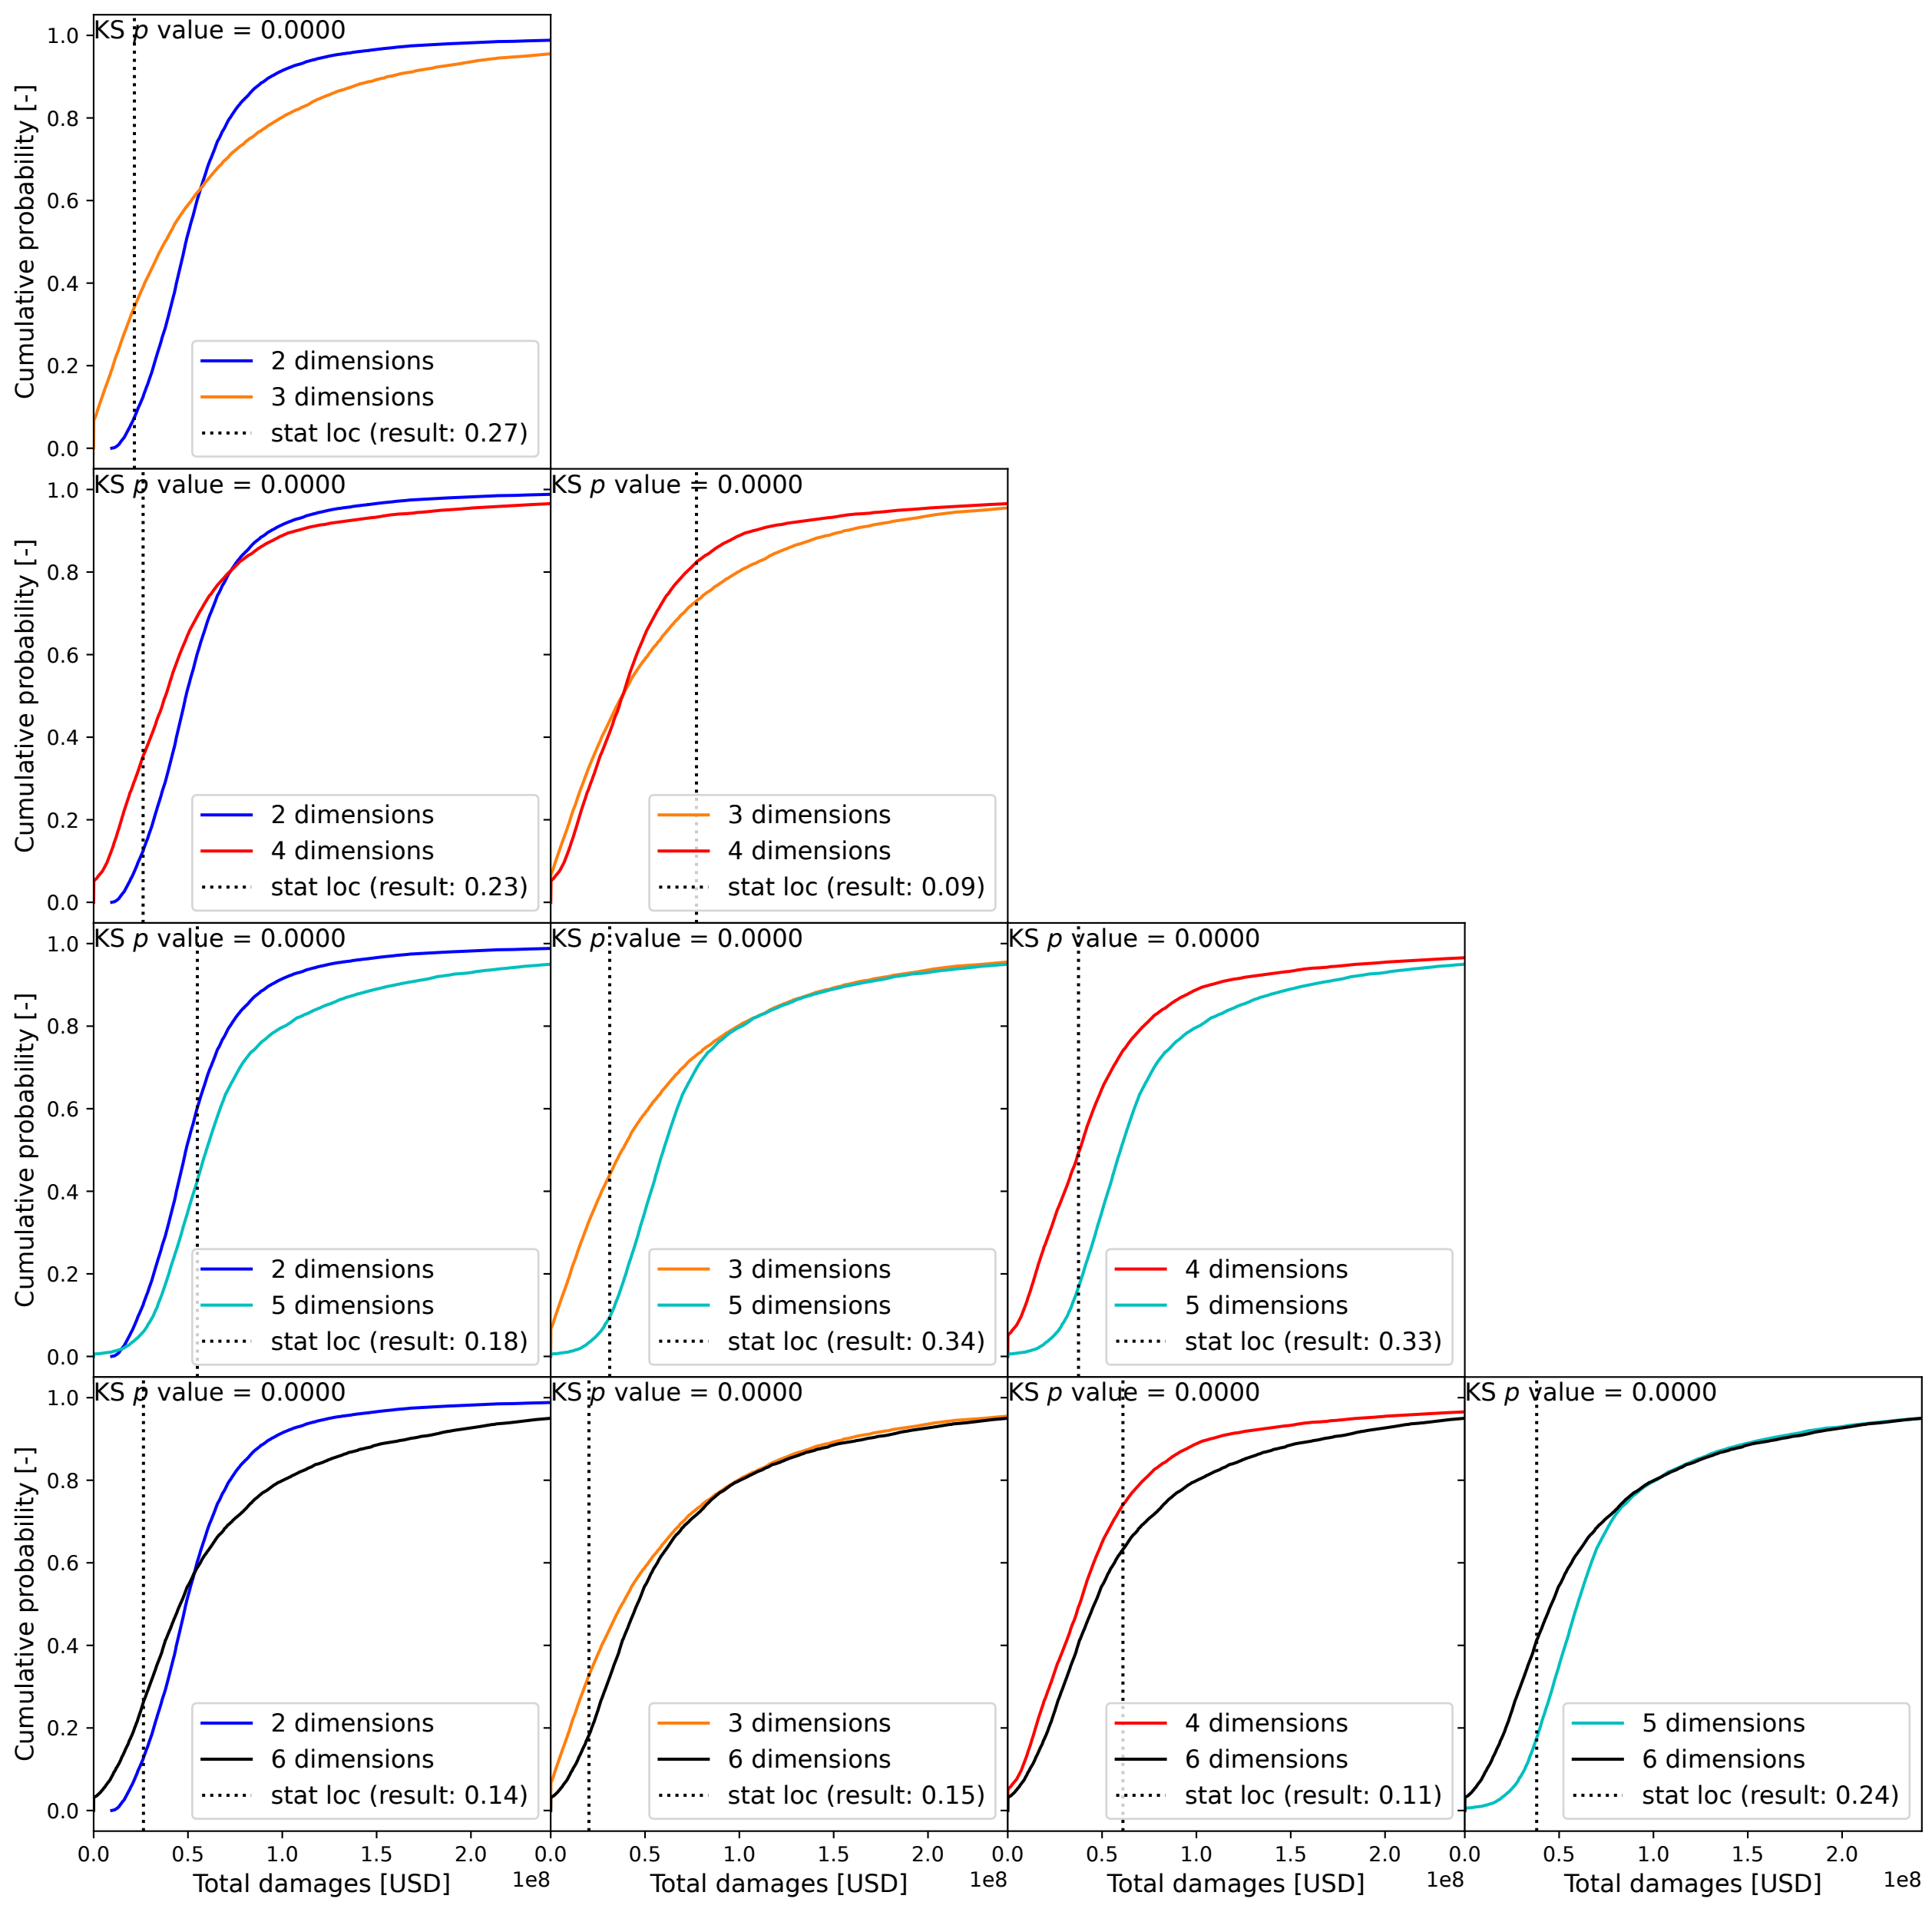 KS p value = 0.0000
1.0
0.8
0.6
0.4
0.2
0.0
Cumulative probability [-]
2 dimensions
3 dimensions
stat loc (result: 0.27)
KS p value = 0.0000
KS p value = 0.0000
1.0
0.8
0.6
0.4
0.2
0.0
Cumulative probability [-]
2 dimensions
4 dimensions
stat loc (result: 0.23)
3 dimensions
4 dimensions
stat loc (result: 0.09)
KS p value = 0.0000
KS p value = 0.0000
KS p value = 0.0000
1.0
0.8
0.6
0.4
0.2
0.0
Cumulative probability [-]
2 dimensions
5 dimensions
stat loc (result: 0.18)
3 dimensions
5 dimensions
stat loc (result: 0.34)
4 dimensions
5 dimensions
stat loc (result: 0.33)
KS p value = 0.0000
KS p value = 0.0000
KS p value = 0.0000
KS p value = 0.0000
1.0
0.8
0.6
0.4
0.2
0.0
Cumulative probability [-]
2 dimensions
6 dimensions
stat loc (result: 0.14)
3 dimensions
6 dimensions
stat loc (result: 0.15)
4 dimensions
6 dimensions
stat loc (result: 0.11)
5 dimensions
6 dimensions
stat loc (result: 0.24)
0.0 0.5 1.0 1.5 2.0
0.0 0.5 1.0 1.5 2.0
0.0 0.5 1.0 1.5 2.0
0.0 0.5 1.0 1.5 2.0
Total damages [USD] 1e8
Total damages [USD] 1e8
Total damages [USD] 1e8
Total damages [USD] 1e8